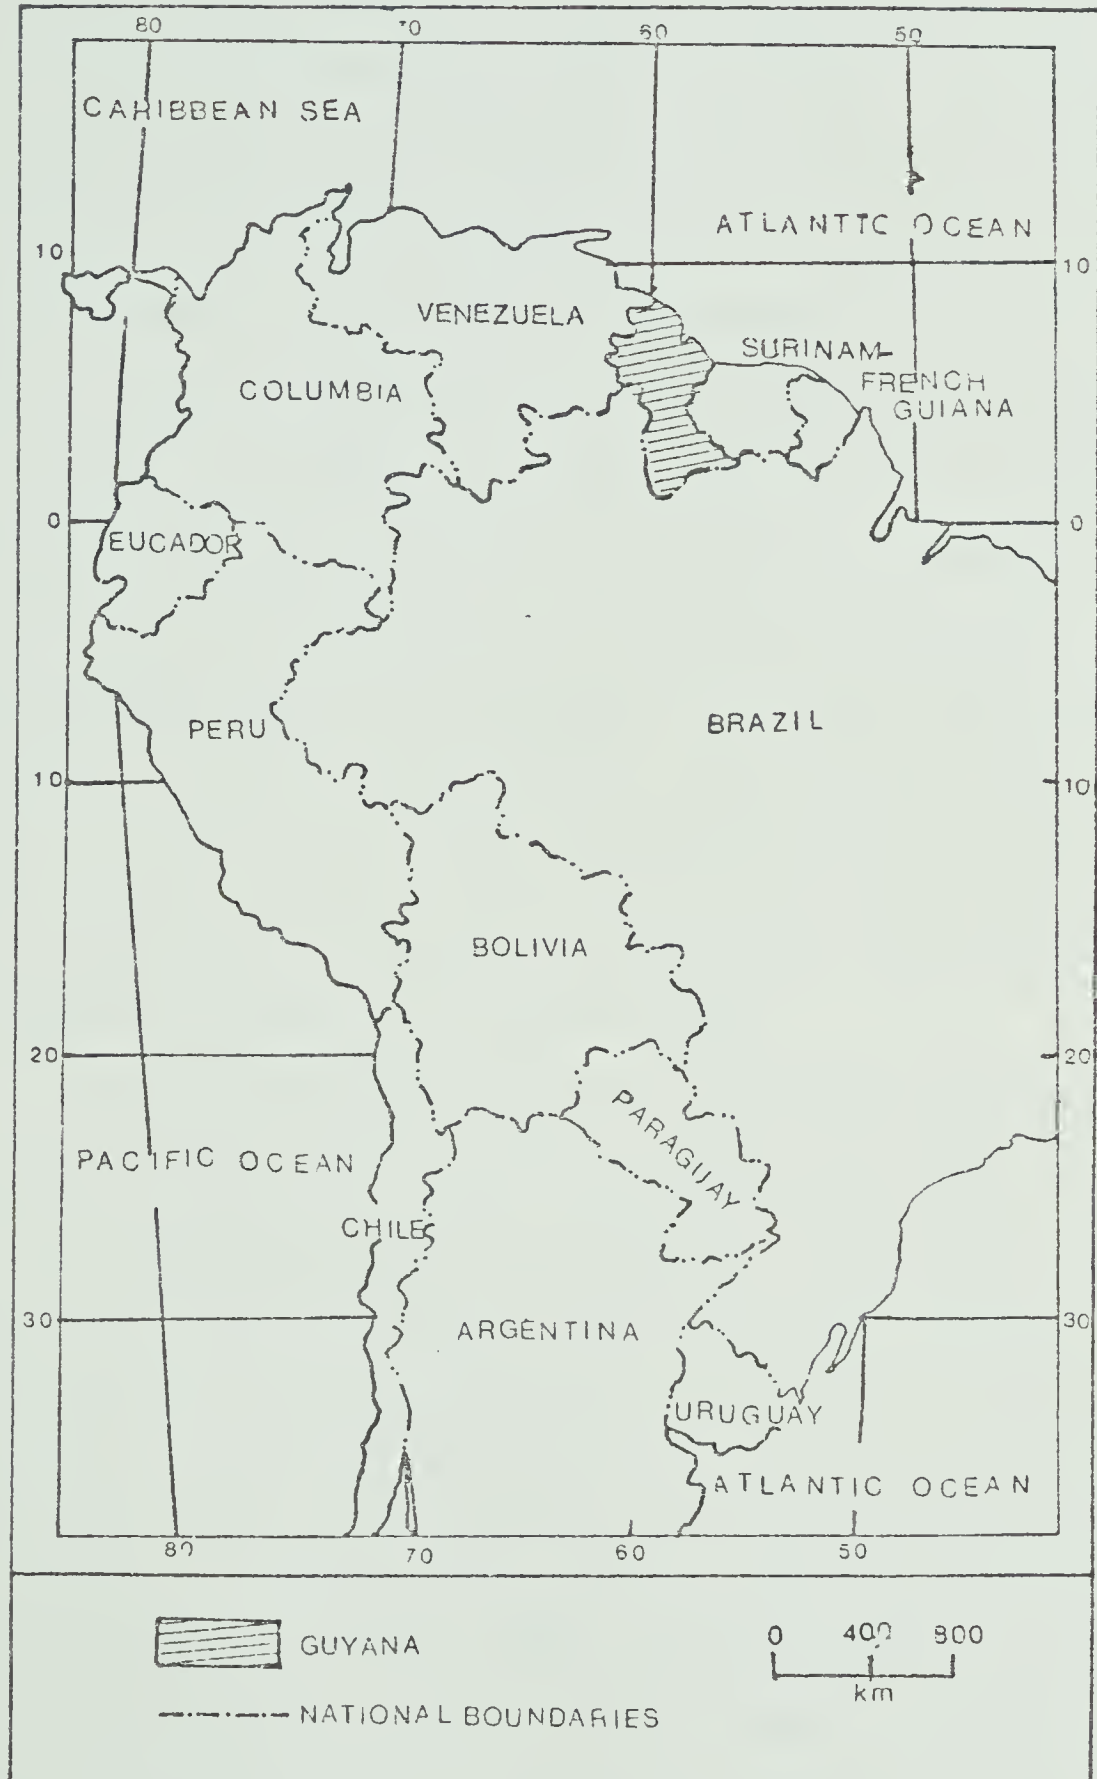 80 70 60 50
CARIBBEAN SEA
ATLANTIC OCEAN
10 10
VENEZUELA
SURINAM-
COLUMBIA
FRENCH
GUIANA
0 0
EUCADOR
PERU
BRAZIL
10 10
BOLIVIA
20 20
PARAGUAY
PACIFIC OCEAN
CHILE
30 30
ARGENTINA
URUGUAY
ATLANTIC OCEAN
80 70 60 50
GUYANA
0 400 800
km
NATIONAL BOUNDARIES